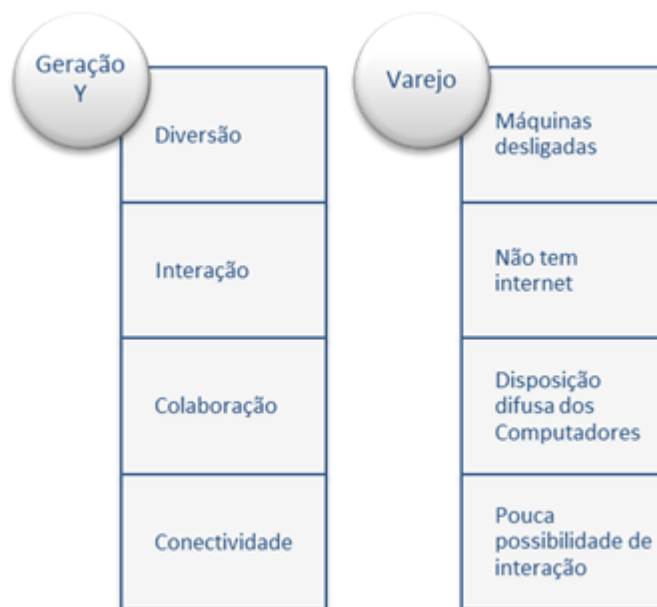 Geração
Y
Diversão
Interação
Colaboração
Conectividade
Varejo
Máquinas
desligadas
Não tem
internet
Disposição
difusa dos
Computadores
Pouca
possibilidade de
interação